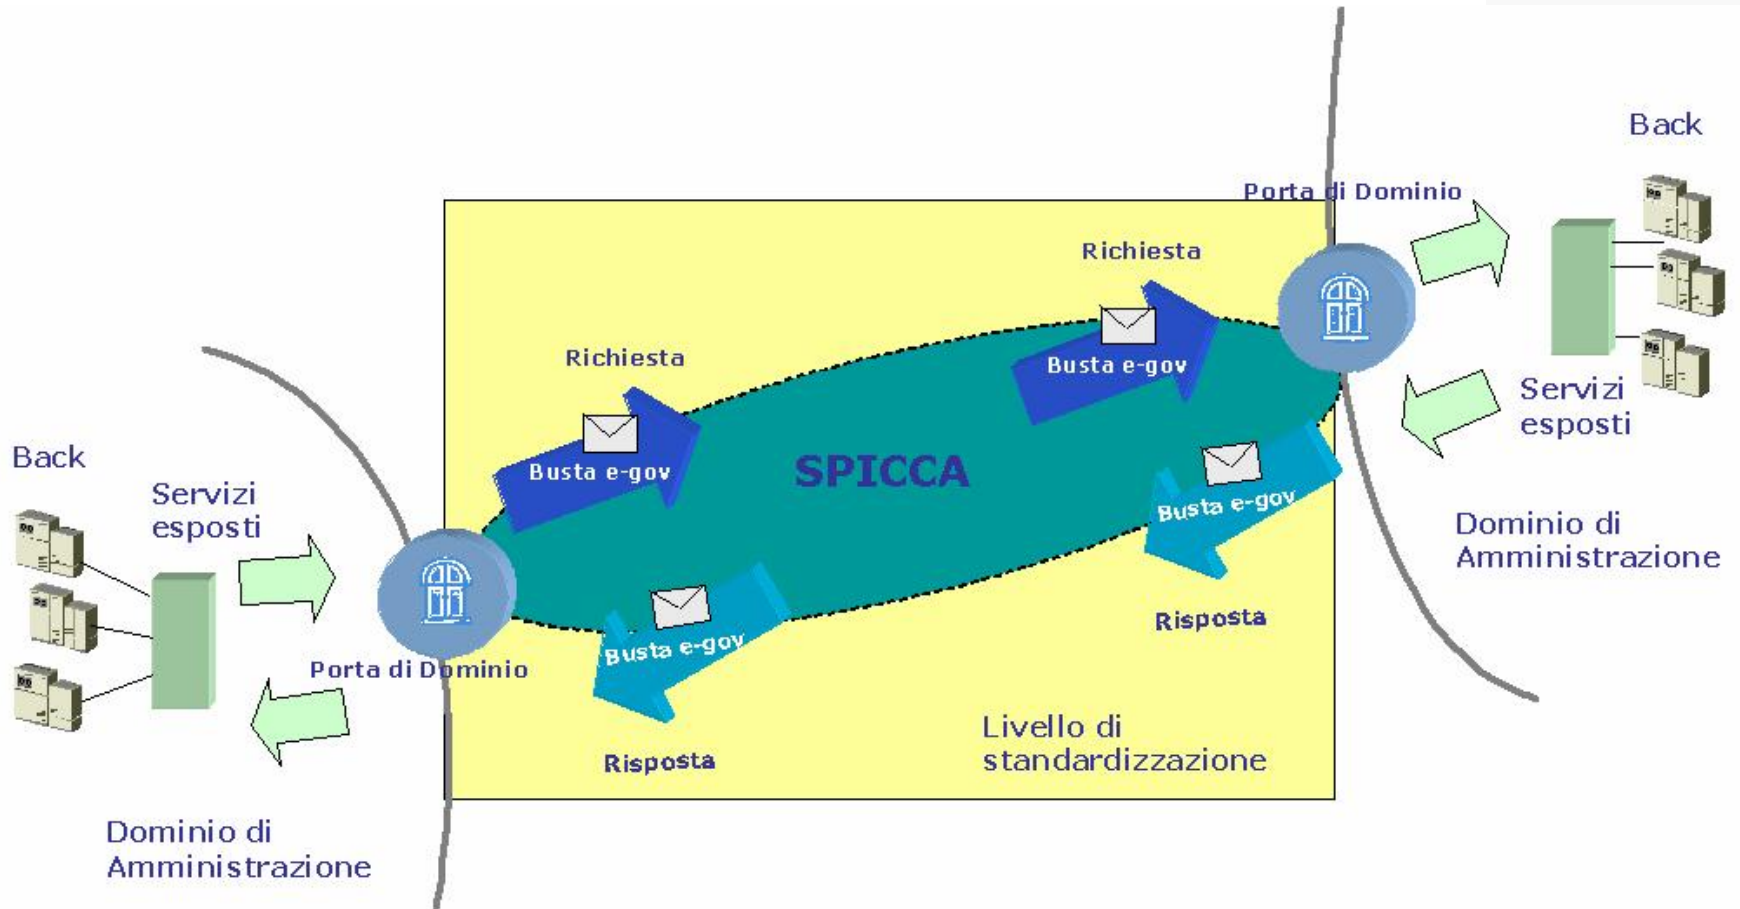 Back
Porta di Dominio
Richiesta
Richiesta
Busta e-gov
Servizi
esposti
Back
Busta e-gov
SPICCA
Servizi
esposti
Busta e-gov
Dominio di
Amministrazione
Risposta
Busta e-gov
Porta di Dominio
Livello di
standardizzazione
Risposta
Dominio di
Amministrazione